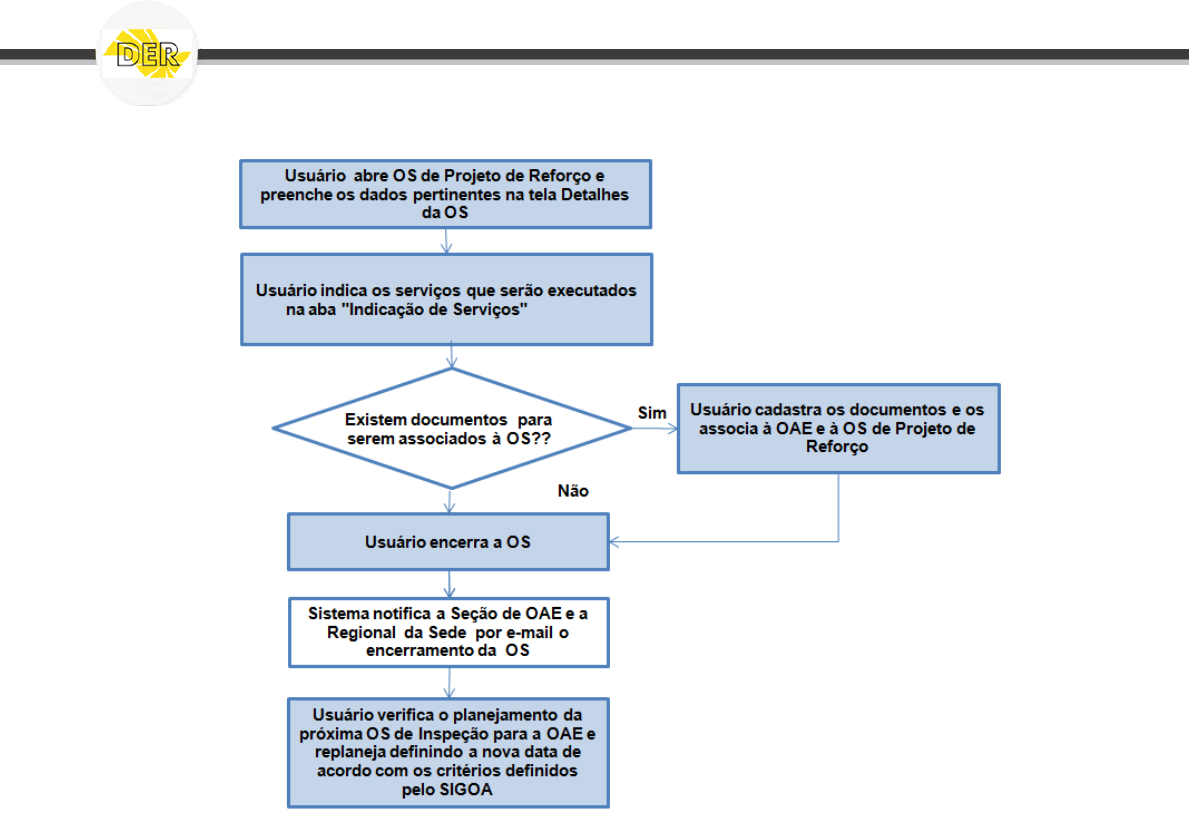 DER
Usuário abre OS de Projeto de Reforço e
preenche os dados pertinentes na tela Detalhes
da OS
Usuário indica os serviços que serão executados
na aba "Indicação de Serviços"
Existem documentos para
serem associados à OS??
Sim
Usuário cadastra os documentos e os
associa à OAE e à OS de Projeto de
Reforço
Não
Usuário encerra a OS
Sistema notifica a Seção de OAE e a
Regional da Sede por e-mail o
encerramento da OS
Usuário verifica o planejamento da
próxima OS de Inspeção para a OAE e
replaneja definindo a nova data de
acordo com os critérios definidos
pelo SIGOA